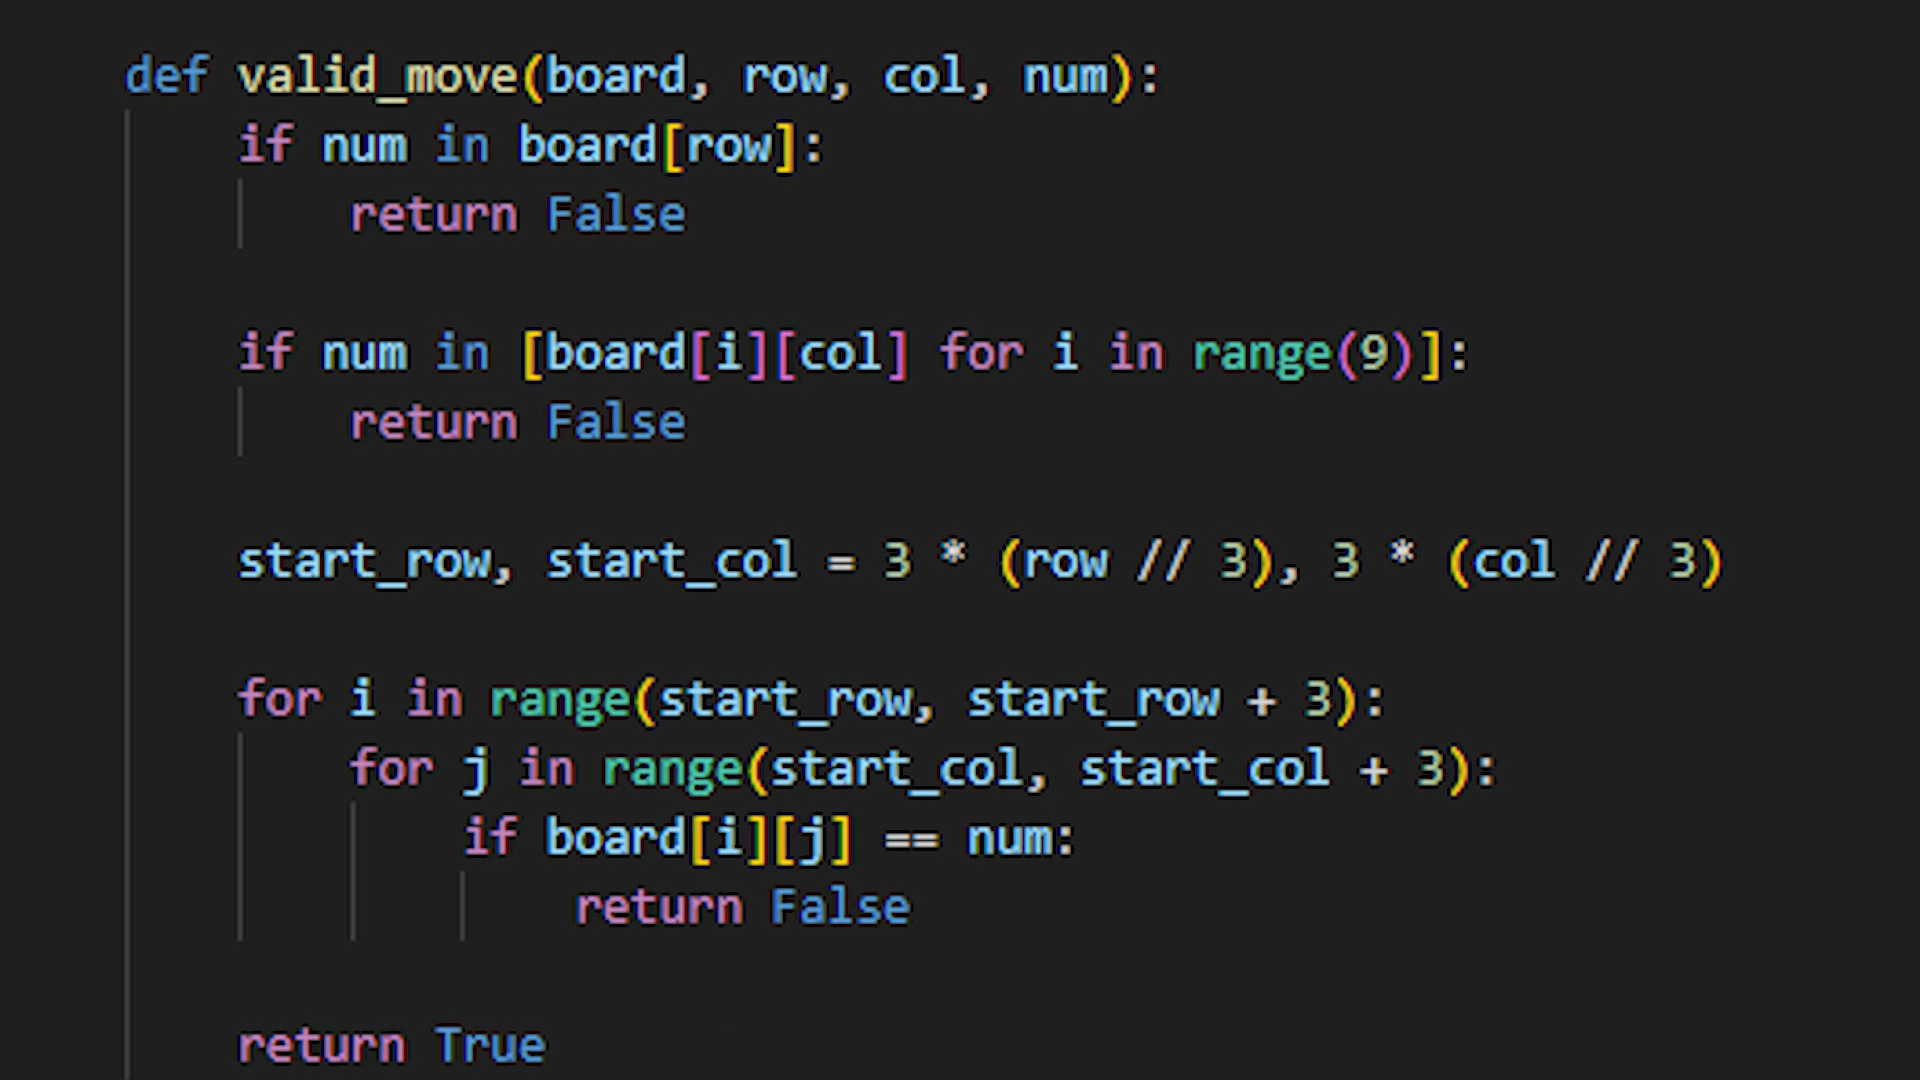 def valid_move(board, row, col, num):
    if num in board[row]:
        return False
    if num in [board[i][col] for i in range(9)]:
        return False
    start_row, start_col = 3 * (row // 3), 3 * (col // 3)
    for i in range(start_row, start_row + 3):
        for j in range(start_col, start_col + 3):
            if board[i][j] == num:
                return False
    return True